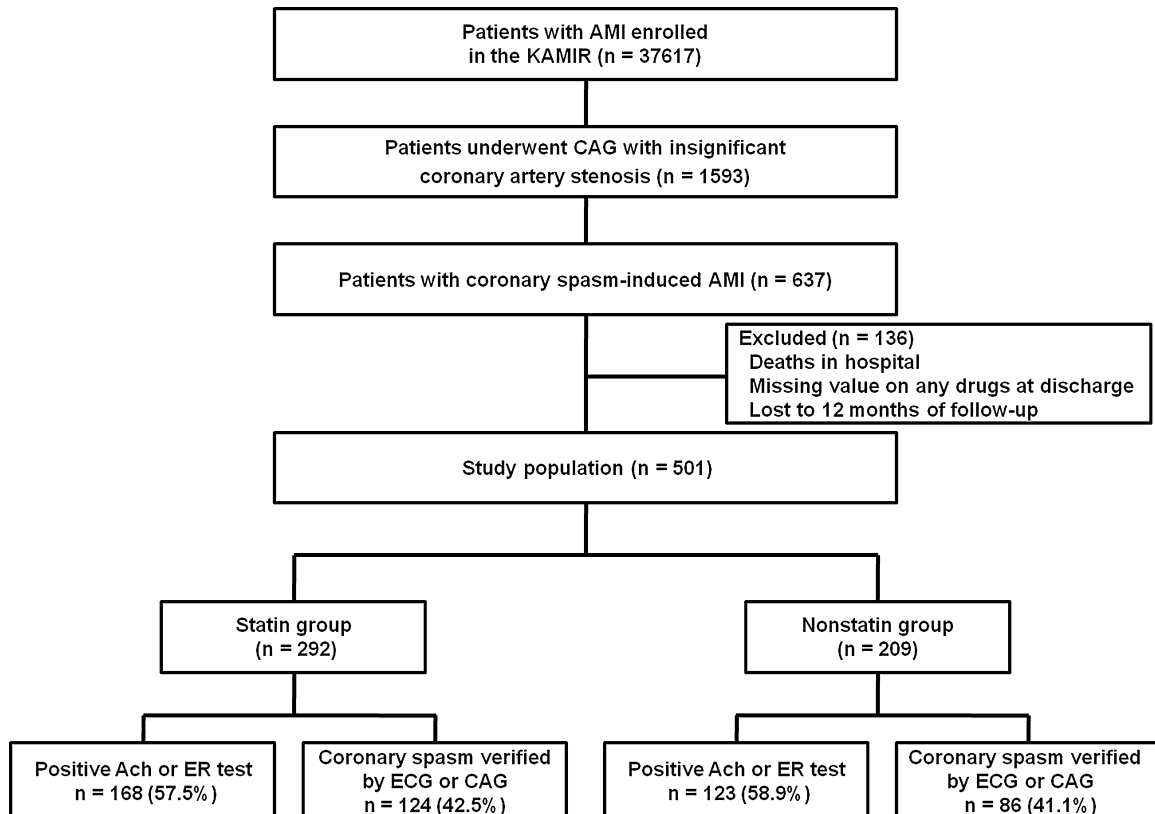 Patients with AMI enrolled
in the KAMIR (n = 37617)
Patients underwent CAG with insignificant
coronary artery stenosis (n = 1593)
Patients with coronary spasm-induced AMI (n = 637)
Excluded (n = 136)
Deaths in hospital
Missing value on any drugs at discharge
Lost to 12 months of follow-up
Study population (n = 501)
Statin group
(n = 292)
Nonstatin group
(n = 209)
Positive Ach or ER test
n = 168 (57.5%)
Coronary spasm verified
by ECG or CAG
n = 124 (42.5%)
Positive Ach or ER test
n = 123 (58.9%)
Coronary spasm verified
by ECG or CAG
n = 86 (41.1%)